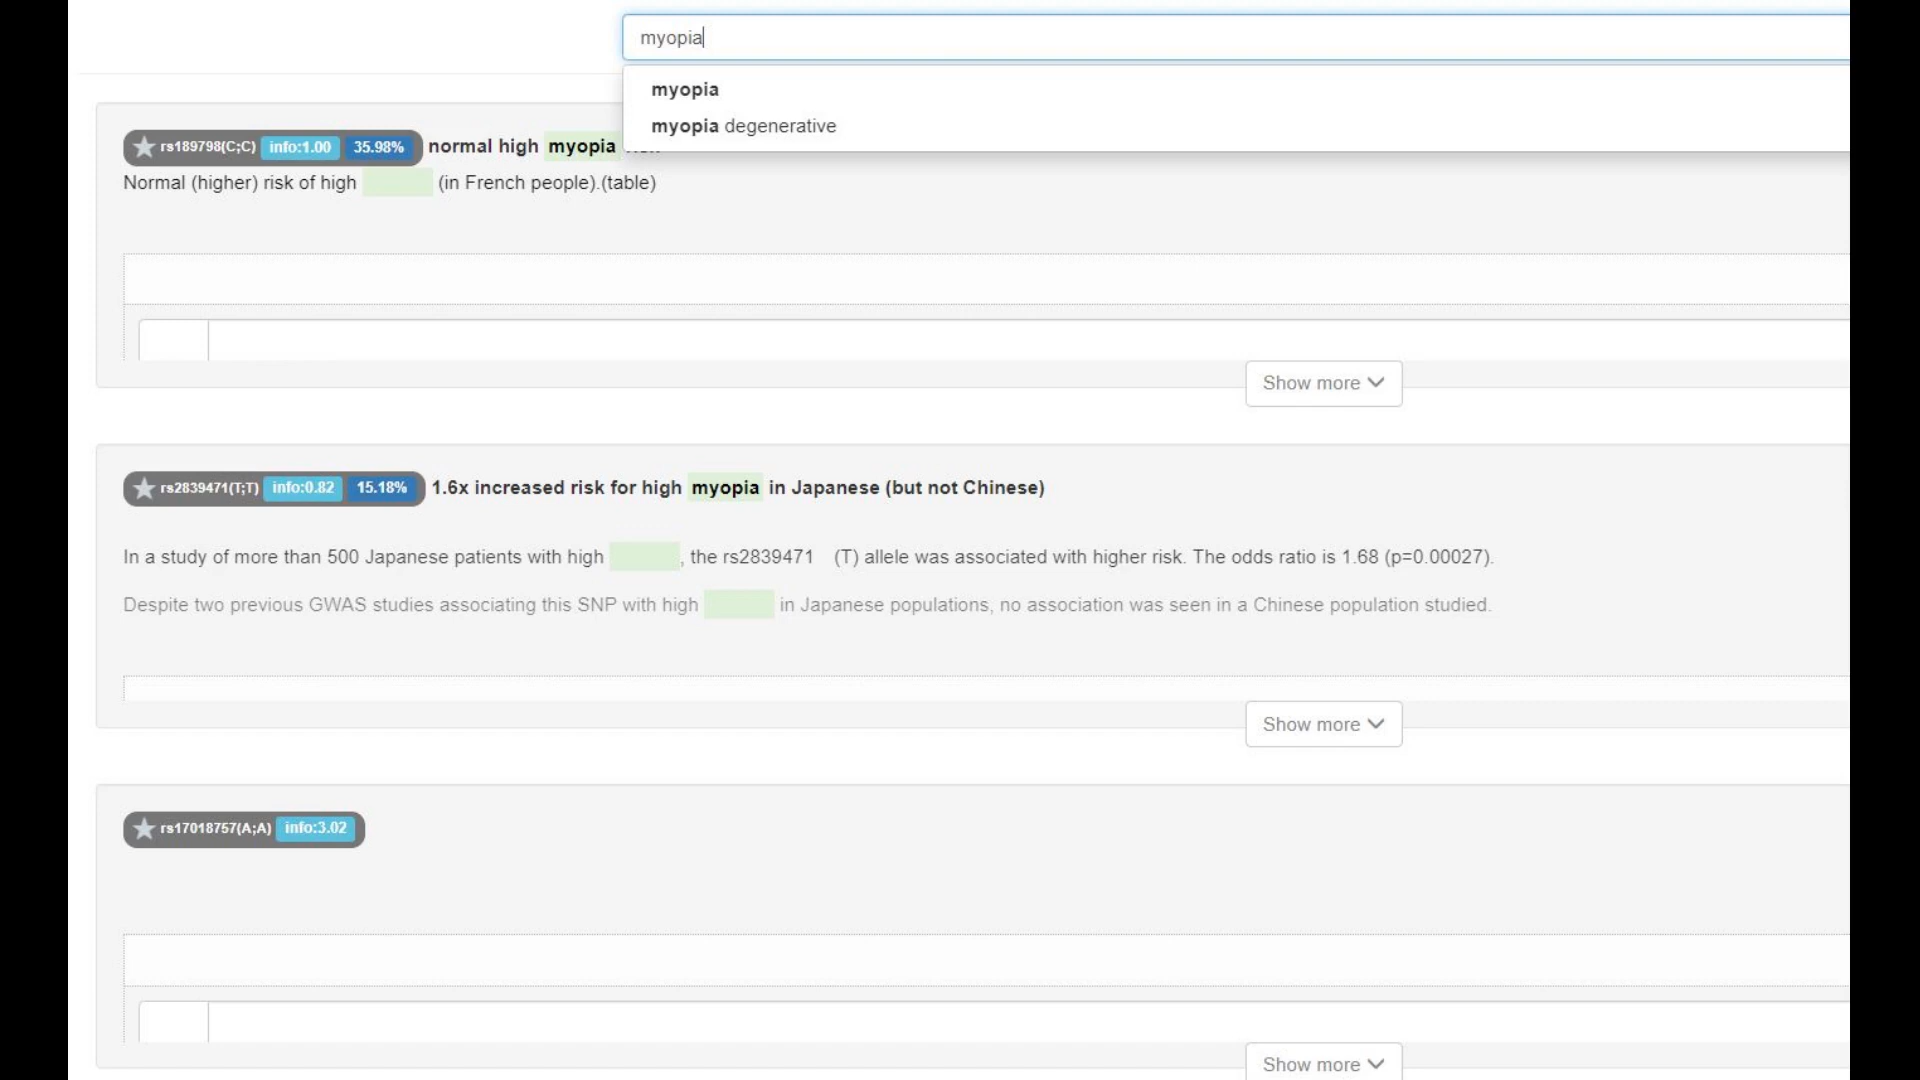 myopia
myopia
myopia degenerative
rs189798(C;C) info:1.00 35.98% normal high myopia
Normal (higher) risk of high (in French people).(table)
Show more
rs2839471(T;T) info:0.82 15.18% 1.6x increased risk for high myopia in Japanese (but not Chinese)
In a study of more than 500 Japanese patients with high , the rs2839471 (T) allele was associated with higher risk. The odds ratio is 1.68 (p=0.00027).
Despite two previous GWAS studies associating this SNP with high in Japanese populations, no association was seen in a Chinese population studied.
Show more
rs17018757(A;A) info:3.02
Show more